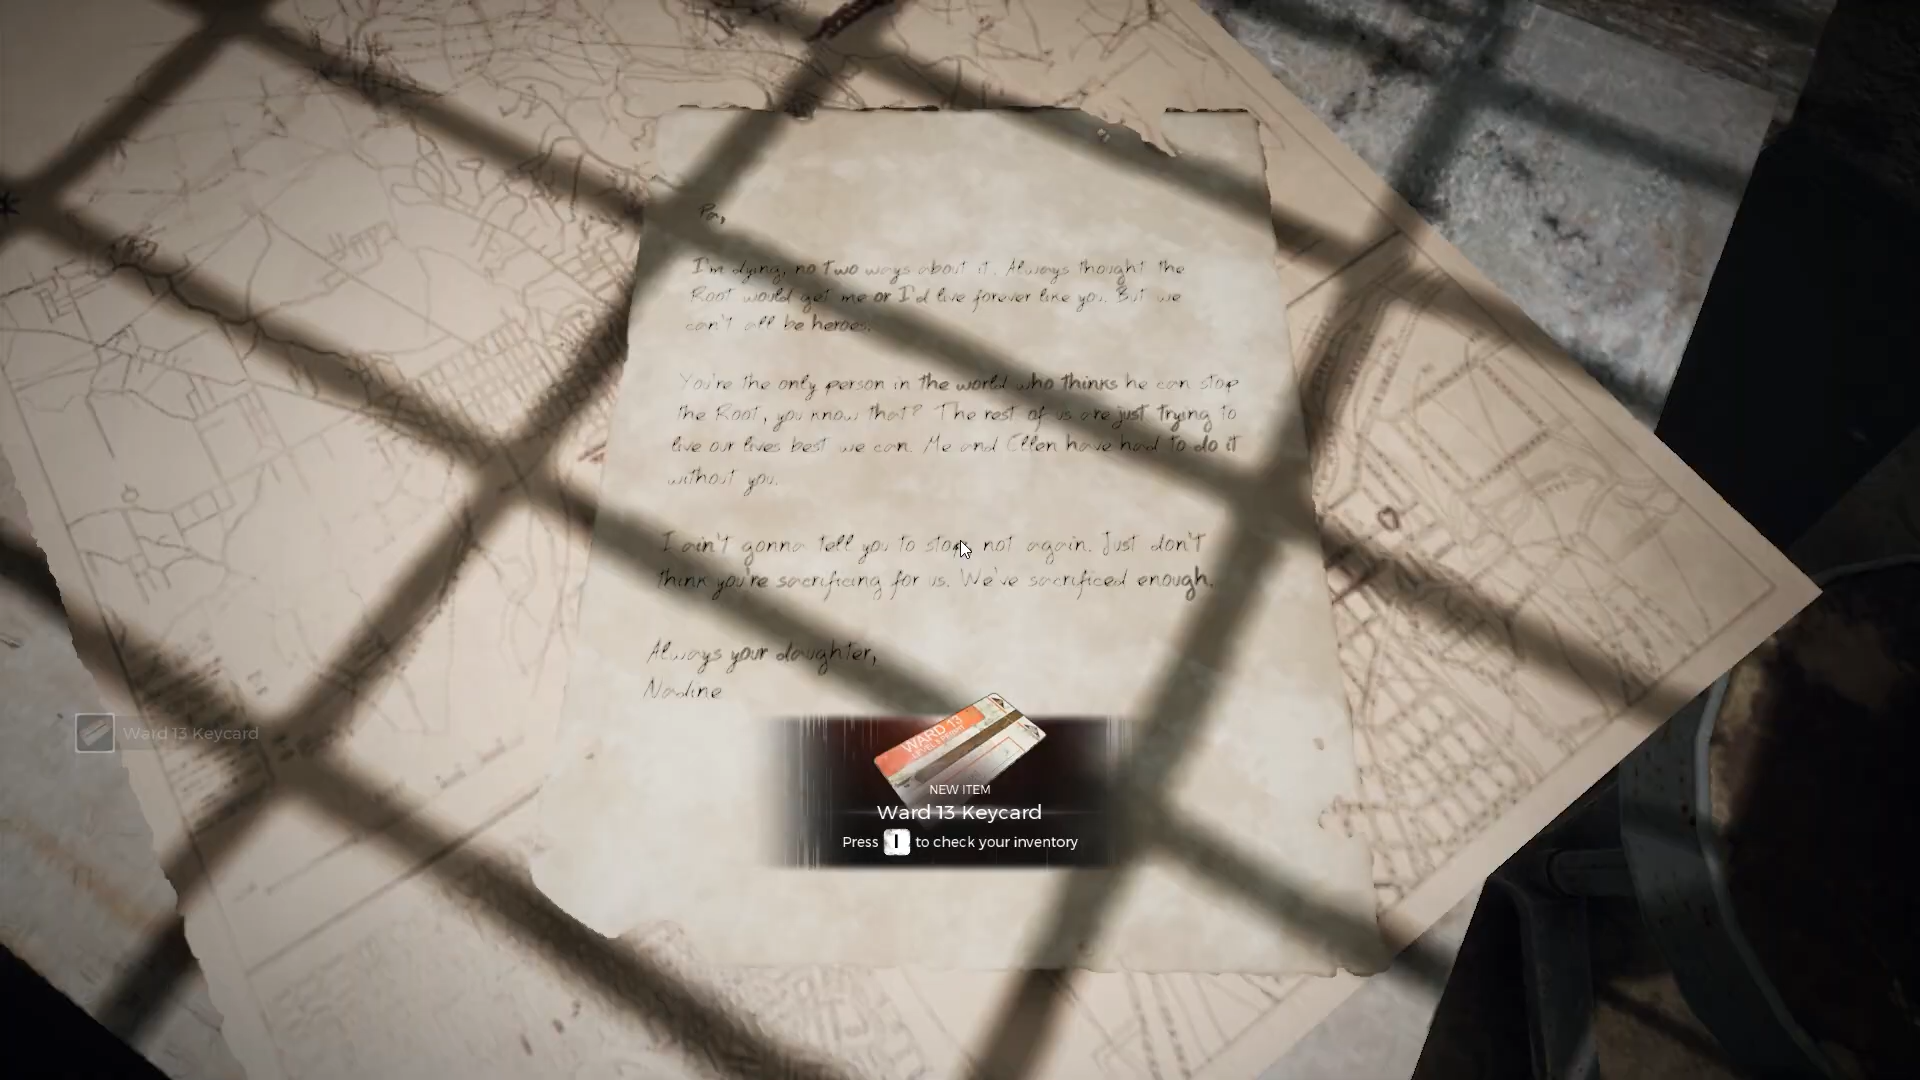 Pa,
I'm dying, no two ways about it. Always thought the
Root would get me or I'd live forever like you. But we
can't all be heroes.
You're the only person in the world who thinks he can stop
the Root, you know that? The rest of us are just trying to
live our lives best we can. Me and Ellen have had to do it
without you.
I ain't gonna tell you to stop, not again. Just don't
think you're sacrificing for us. We've sacrificed enough.
Always your daughter,
Nadine
Ward 13 Keycard
WARD 13
NEW ITEM
Ward 13 Keycard
Press I to check your inventory